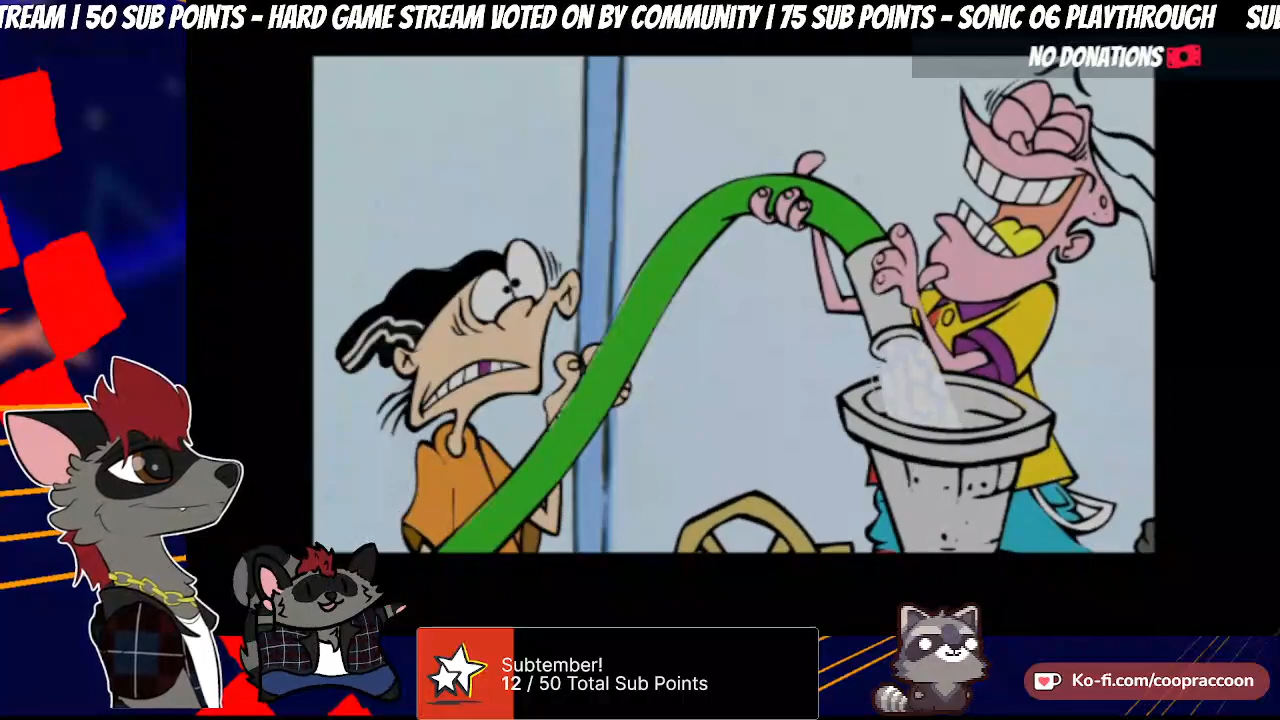 TREAM | 50 SUB POINTS - HARD GAME STREAM VOTED ON BY COMMUNITY | 75 SUB POINTS - SONIC 06 PLAYTHROUGH SU
NO DONATIONS
Subtember!
12 / 50 Total Sub Points
Ko-fi.com/coopraccoon